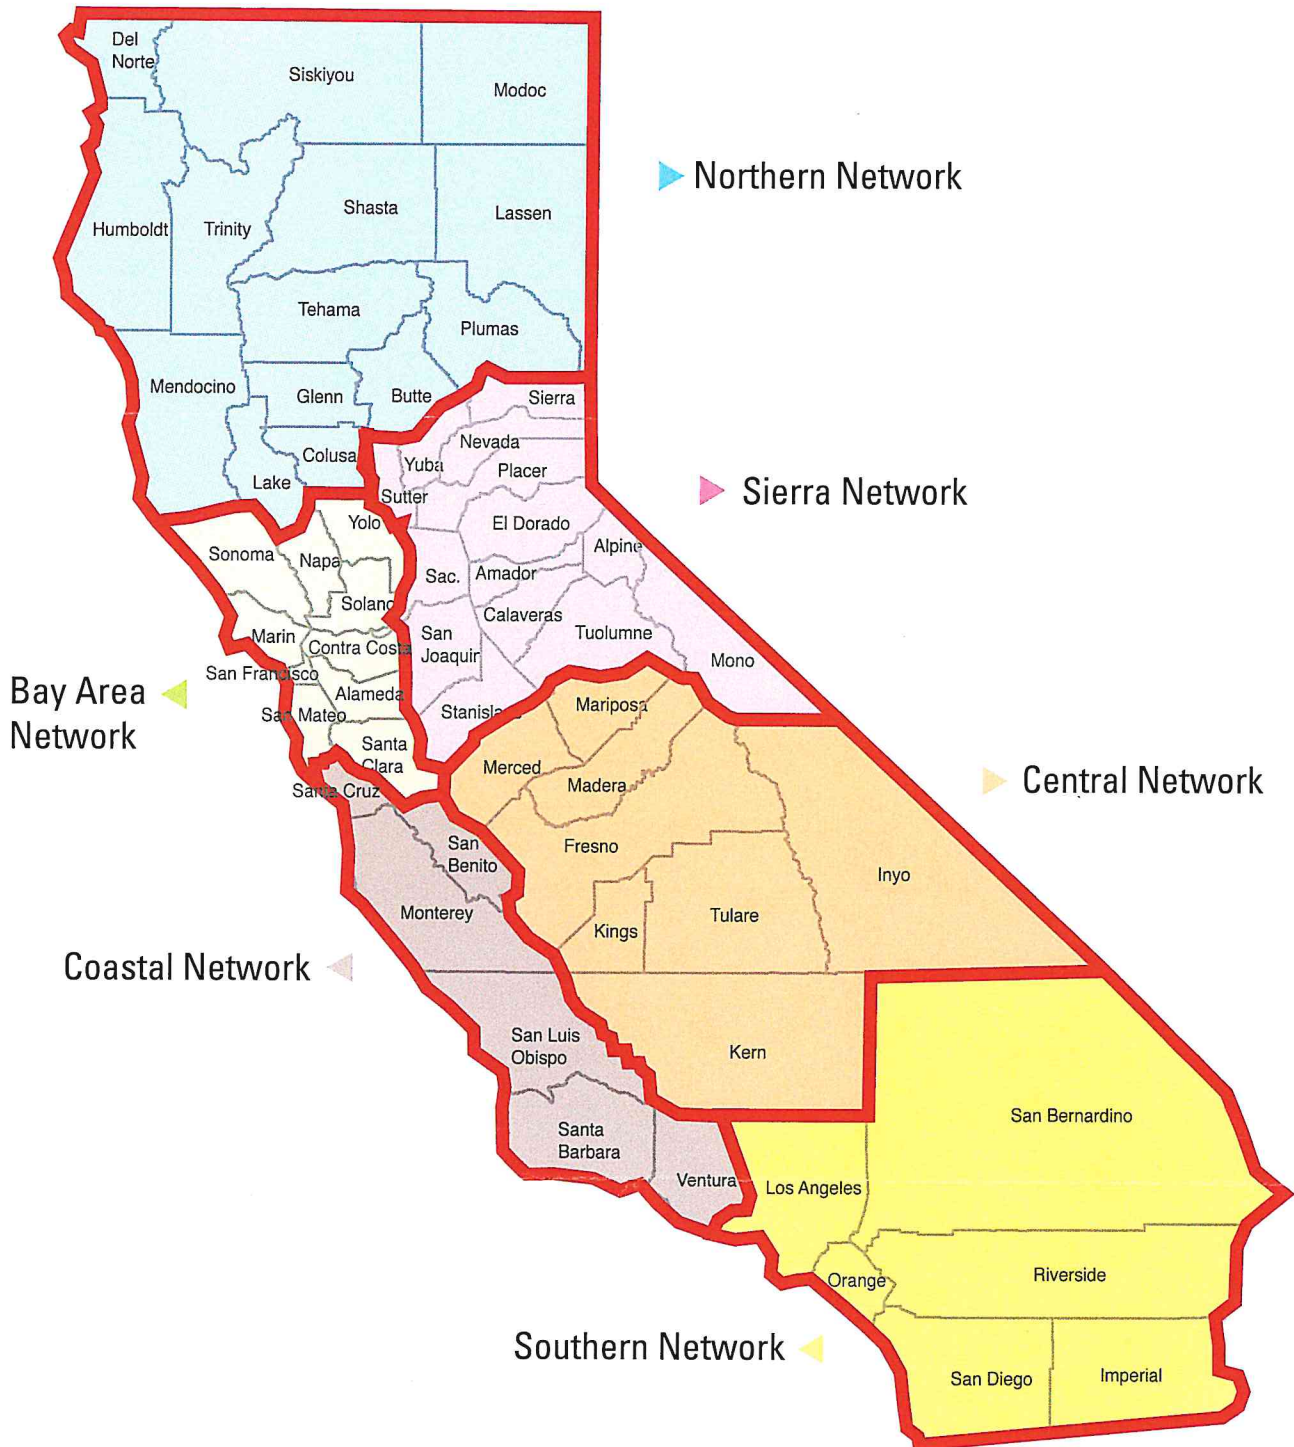 Del
Norte
Siskiyou
Modoc
Northern Network
Shasta
Lassen
Humboldt
Trinity
Tehama
Plumas
Mendocino
Glenn
Butte
Sierra
Nevada
Colusa
Yuba
Placer
Lake
Sutter
Sierra Network
Yolo
El Dorado
Sonoma
Napa
Alpine
Sac.
Amador
Solano
Calaveras
Marin
San
Joaquin
Tuolumne
Contra Costa
Mono
San Francisco
Bay Area
Network
Alameda
San Mateo
Stanisla
Mariposa
Santa
Clara
Merced
Madera
Central Network
Santa Cruz
San
Benito
Fresno
Inyo
Monterey
Kings
Tulare
Coastal Network
San Luis
Obispo
Kern
San Bernardino
Santa
Barbara
Ventura
Los Angeles
Orange
Riverside
Southern Network
San Diego
Imperial